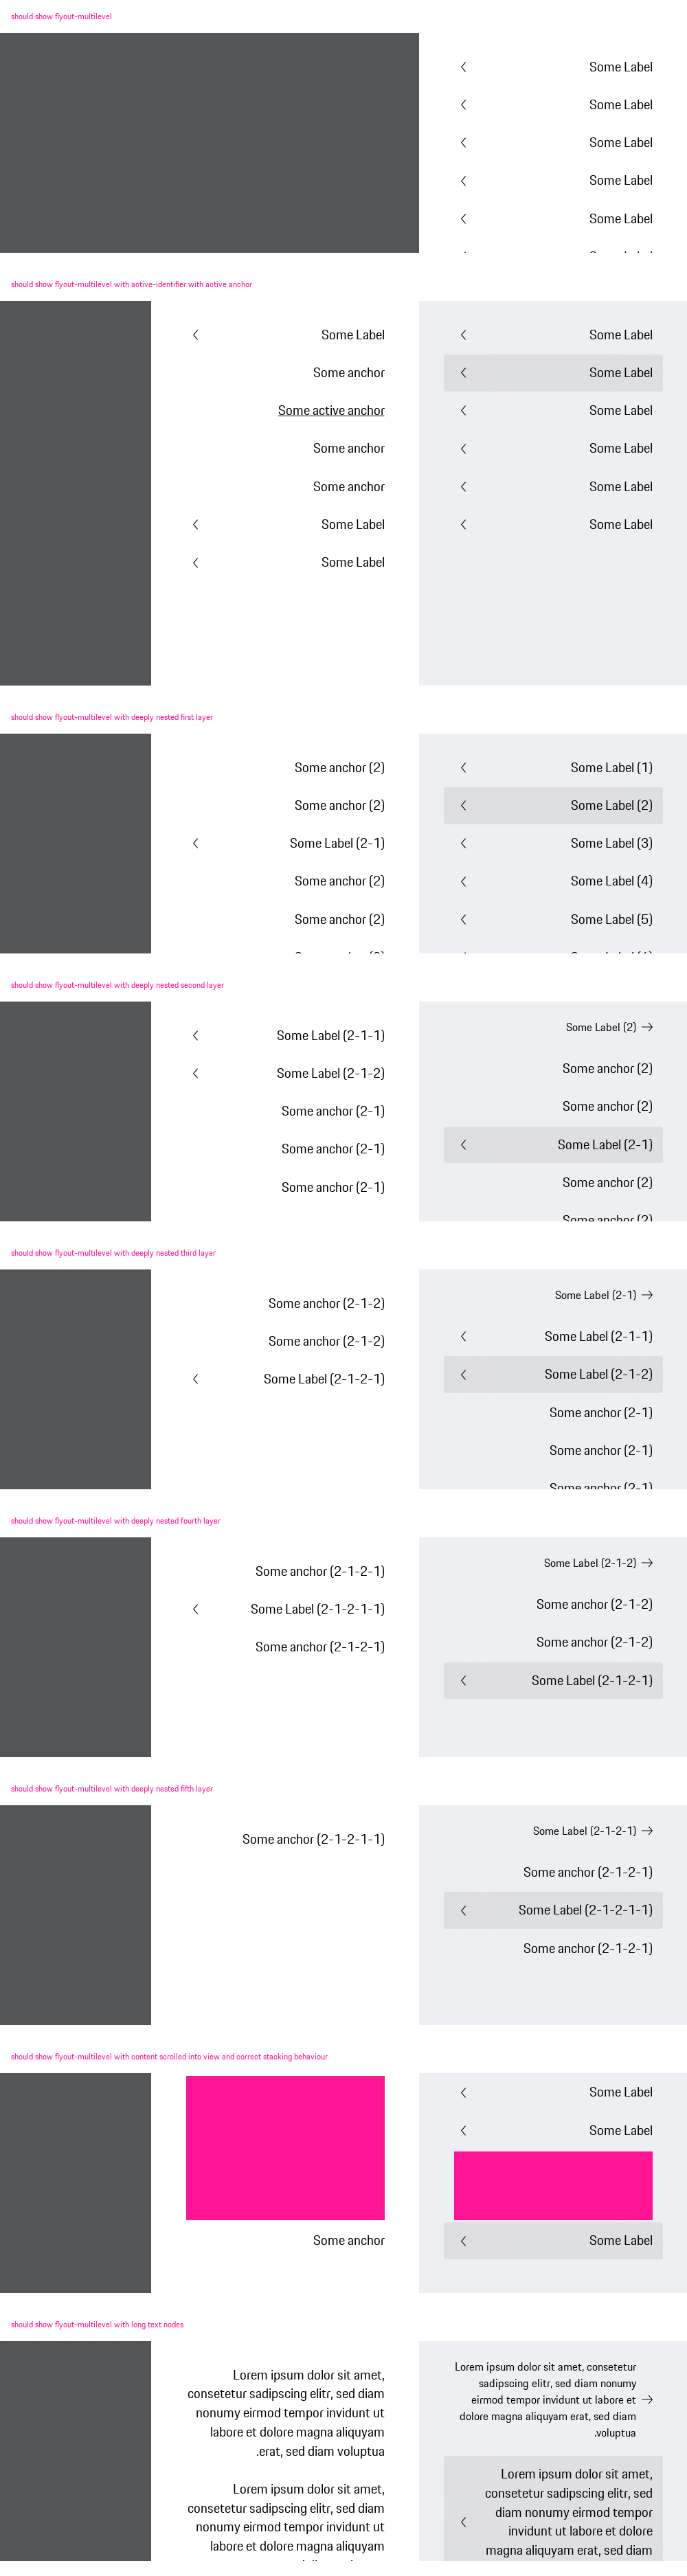 should show flyout-multilevel
Some Label
Some Label
Some Label
Some Label
Some Label
should show flyout-multilevel with active-identifier with active anchor
Some Label
Some Label
Some Label
Some Label
Some Label
Some Label
Some Label
Some anchor
Some active anchor
Some anchor
Some anchor
Some Label
Some Label
should show flyout-multilevel with deeply nested first layer
Some Label (1)
Some Label (2)
Some Label (3)
Some Label (4)
Some Label (5)
Some anchor (2)
Some anchor (2)
Some Label (2-1)
Some anchor (2)
Some anchor (2)
should show flyout-multilevel with deeply nested second layer
Some Label (2)
Some anchor (2)
Some anchor (2)
Some Label (2-1)
Some anchor (2)
Some anchor (2)
Some Label (2-1-1)
Some Label (2-1-2)
Some anchor (2-1)
Some anchor (2-1)
Some anchor (2-1)
should show flyout-multilevel with deeply nested third layer
Some Label (2-1)
Some Label (2-1-1)
Some Label (2-1-2)
Some anchor (2-1)
Some anchor (2-1)
Some anchor (2-1)
Some anchor (2-1-2)
Some anchor (2-1-2)
Some Label (2-1-2-1)
should show flyout-multilevel with deeply nested fourth layer
Some Label (2-1-2)
Some anchor (2-1-2)
Some anchor (2-1-2)
Some Label (2-1-2-1)
Some anchor (2-1-2-1)
Some Label (2-1-2-1-1)
Some anchor (2-1-2-1)
should show flyout-multilevel with deeply nested fifth layer
Some Label (2-1-2-1)
Some anchor (2-1-2-1)
Some Label (2-1-2-1-1)
Some anchor (2-1-2-1)
Some anchor (2-1-2-1-1)
should show flyout-multilevel with content scrolled into view and correct stacking behaviour
Some Label
Some Label
Some Label
Some anchor
should show flyout-multilevel with long text nodes
Lorem ipsum dolor sit amet, consetetur
sadipscing elitr, sed diam nonumy
eirmod tempor invidunt ut labore et
dolore magna aliquyam erat, sed diam
.voluptua
Lorem ipsum dolor sit amet,
consetetur sadipscing elitr, sed
diam nonumy eirmod tempor
invidunt ut labore et dolore
magna aliquyam erat, sed diam
Lorem ipsum dolor sit amet,
consetetur sadipscing elitr, sed diam
nonumy eirmod tempor invidunt ut
labore et dolore magna aliquyam
.erat, sed diam voluptua
Lorem ipsum dolor sit amet,
consetetur sadipscing elitr, sed diam
nonumy eirmod tempor invidunt ut
labore et dolore magna aliquyam